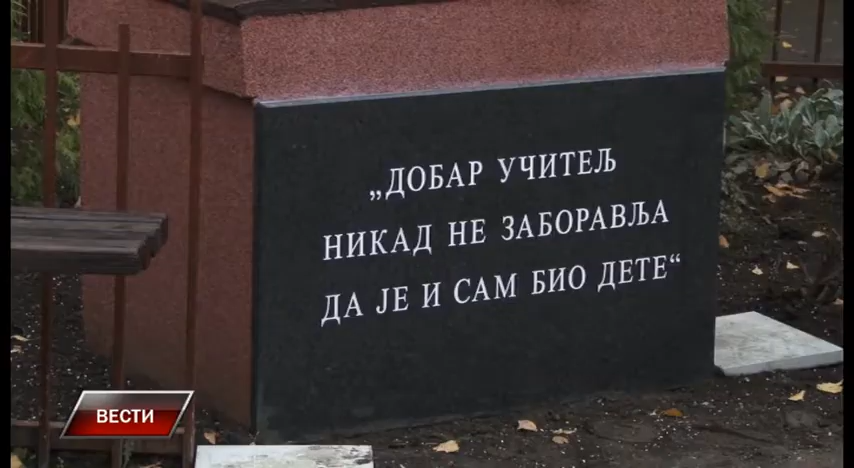 „ДОБАР УЧИТЕЉ
НИКАД НЕ ЗАБОРАВЉА
ДА ЈЕ И САМ БИО ДЕТЕ“
ВЕСТИ